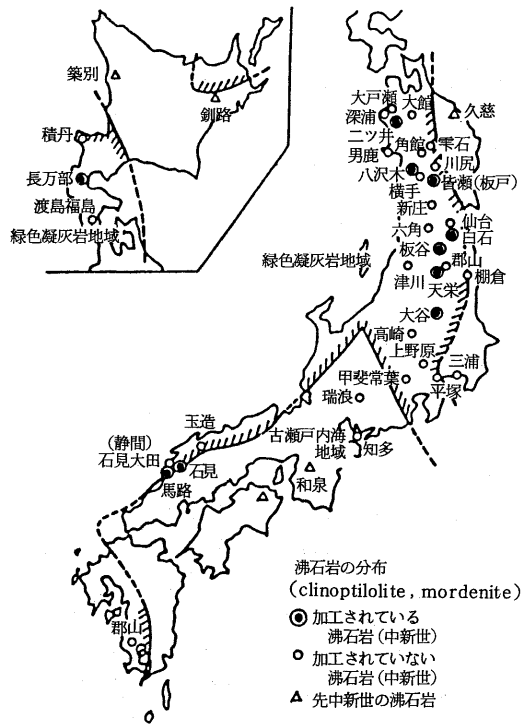 築別
釧路
積丹
長万部
渡島福島
緑色凝灰岩地域
大戸瀬
大館
深浦
久慈
二ッ井
角館
雫石
男鹿
川尻
八沢木
皆瀬(板戸)
横手
新庄
仙台
六角
白石
板谷
緑色凝灰岩地域
郡山
津川
棚倉
天栄
大谷
高崎
上野原
三浦
甲斐常葉
平塚
瑞浪
玉造
古瀬戸内海
地域
知多
(静間)
石見大田
石見
馬路
和泉
郡山
沸石岩の分布
(clinoptilolite, mordenite)
加工されている
沸石岩(中新世)
加工されていない
沸石岩(中新世)
先中新世の沸石岩